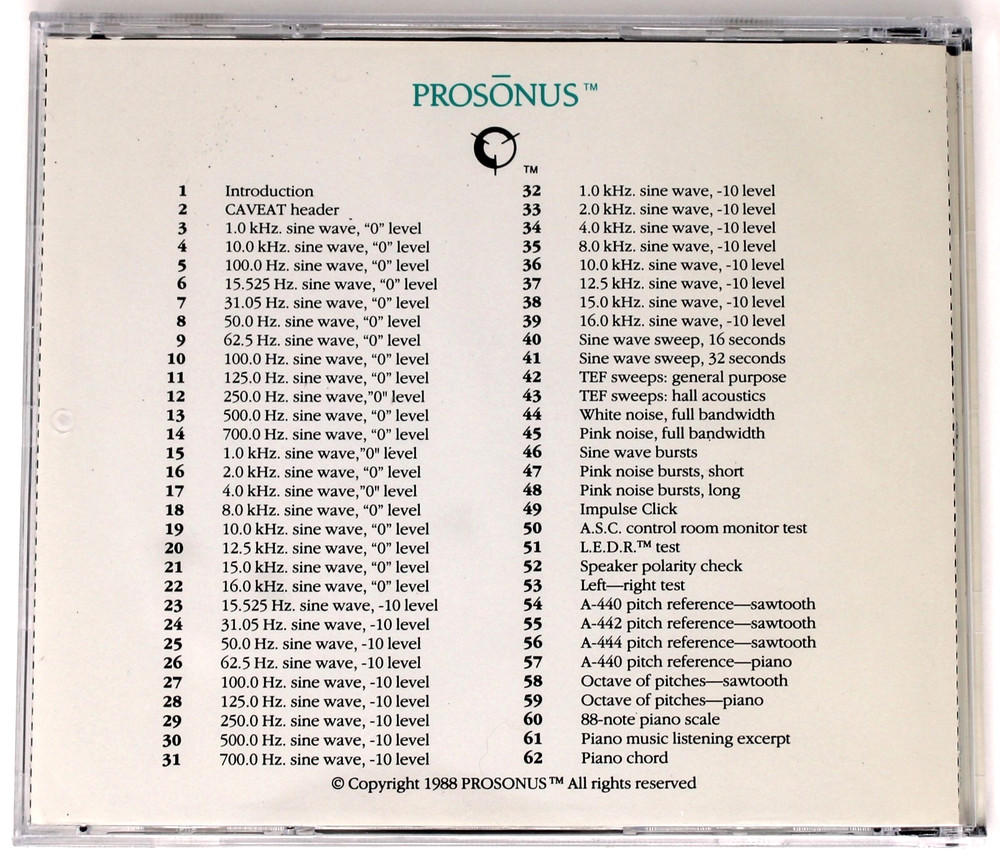 PROSŌNUS™
TM
1 Introduction
2 CAVEAT header
3 1.0 kHz. sine wave, “0” level
4 10.0 kHz. sine wave, “0” level
5 100.0 Hz. sine wave, “0” level
6 15.525 Hz. sine wave, “0” level
7 31.05 Hz. sine wave, “0” level
8 50.0 Hz. sine wave, “0” level
9 62.5 Hz. sine wave, “0” level
10 100.0 Hz. sine wave, “0” level
11 125.0 Hz. sine wave, “0” level
12 250.0 Hz. sine wave,"0" level
13 500.0 Hz. sine wave, “0” level
14 700.0 Hz. sine wave, “0” level
15 1.0 kHz. sine wave,"0" level
16 2.0 kHz. sine wave, “0” level
17 4.0 kHz. sine wave,"0" level
18 8.0 kHz. sine wave, “0” level
19 10.0 kHz. sine wave, “0” level
20 12.5 kHz. sine wave, “0” level
21 15.0 kHz. sine wave, “0” level
22 16.0 kHz. sine wave, “0” level
23 15.525 Hz. sine wave, -10 level
24 31.05 Hz. sine wave, -10 level
25 50.0 Hz. sine wave, -10 level
26 62.5 Hz. sine wave, -10 level
27 100.0 Hz. sine wave, -10 level
28 125.0 Hz. sine wave, -10 level
29 250.0 Hz. sine wave, -10 level
30 500.0 Hz. sine wave, -10 level
31 700.0 Hz. sine wave, -10 level
32 1.0 kHz. sine wave, -10 level
33 2.0 kHz. sine wave, -10 level
34 4.0 kHz. sine wave, -10 level
35 8.0 kHz. sine wave, -10 level
36 10.0 kHz. sine wave, -10 level
37 12.5 kHz. sine wave, -10 level
38 15.0 kHz. sine wave, -10 level
39 16.0 kHz. sine wave, -10 level
40 Sine wave sweep, 16 seconds
41 Sine wave sweep, 32 seconds
42 TEF sweeps: general purpose
43 TEF sweeps: hall acoustics
44 White noise, full bandwidth
45 Pink noise, full bandwidth
46 Sine wave bursts
47 Pink noise bursts, short
48 Pink noise bursts, long
49 Impulse Click
50 A.S.C. control room monitor test
51 L.E.D.R.™ test
52 Speaker polarity check
53 Left—right test
54 A-440 pitch reference—sawtooth
55 A-442 pitch reference—sawtooth
56 A-444 pitch reference—sawtooth
57 A-440 pitch reference—piano
58 Octave of pitches—sawtooth
59 Octave of pitches—piano
60 88-note piano scale
61 Piano music listening excerpt
62 Piano chord
© Copyright 1988 PROSONUS™ All rights reserved